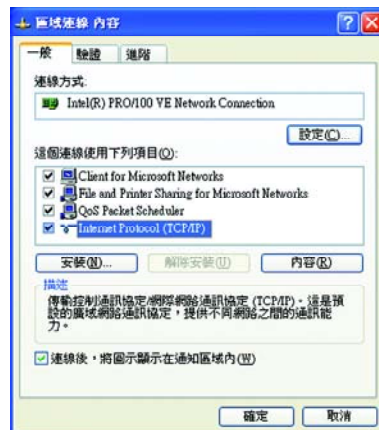 區域連線 內容
一般 驗證 進階
連線方式:
Intel(R) PRO/100 VE Network Connection
設定(C)...
這個連線使用下列項目(O):
Client for Microsoft Networks
File and Printer Sharing for Microsoft Networks
QoS Packet Scheduler
Internet Protocol (TCP/IP)
安裝(N)... 解除安裝(U) 內容(R)
描述
傳輸控制通訊協定/網際網路通訊協定 (TCP/IP)。這是預
設的廣域網路通訊協定，提供不同網路之間的通訊能
力。
連線後，將圖示顯示在通知區域內(W)
確定 取消